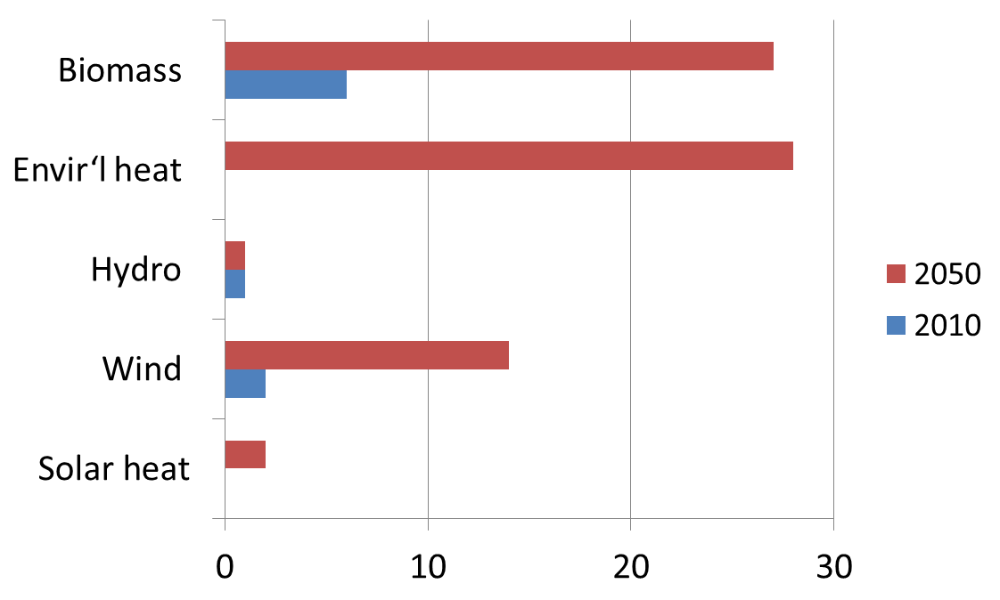 Biomass
Envir‘l heat
Hydro
Wind
Solar heat
2050
2010
0 10 20 30